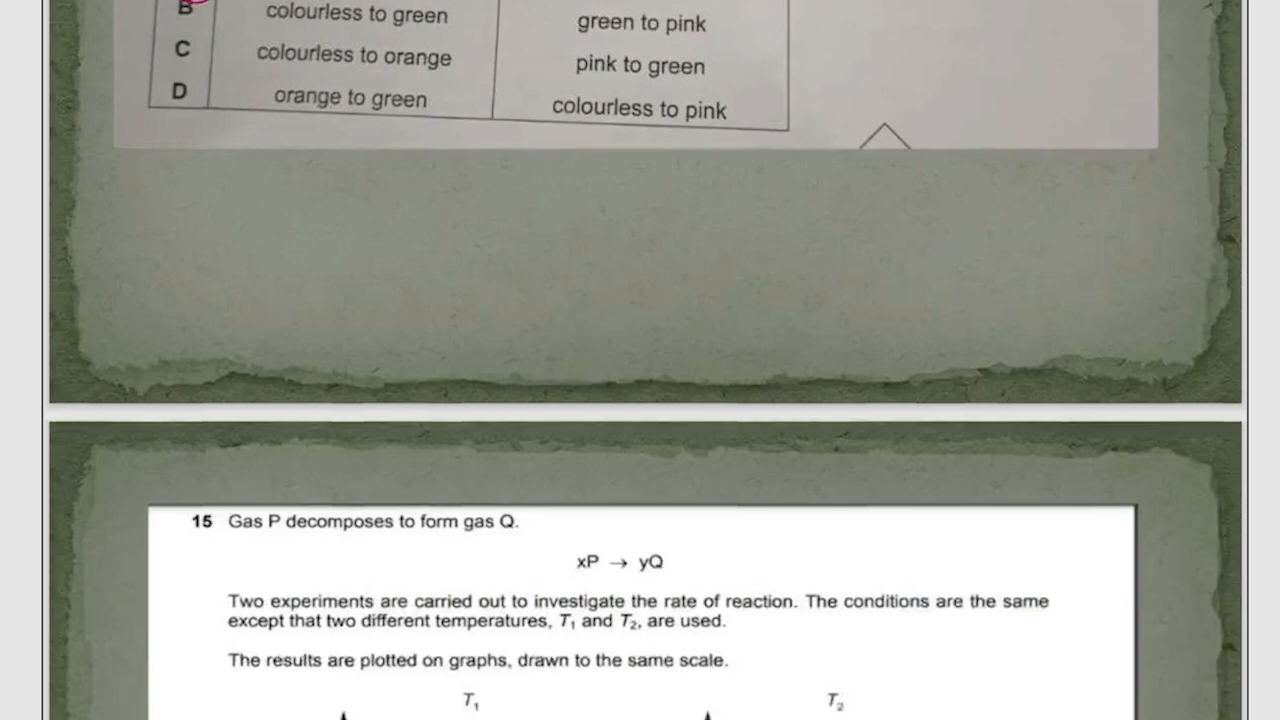 B colourless to green green to pink
C colourless to orange pink to green
D orange to green colourless to pink
15 Gas P decomposes to form gas Q.
xP → yQ
Two experiments are carried out to investigate the rate of reaction. The conditions are the same
except that two different temperatures, T₁ and T₂, are used.
The results are plotted on graphs, drawn to the same scale.
T₁ T₂